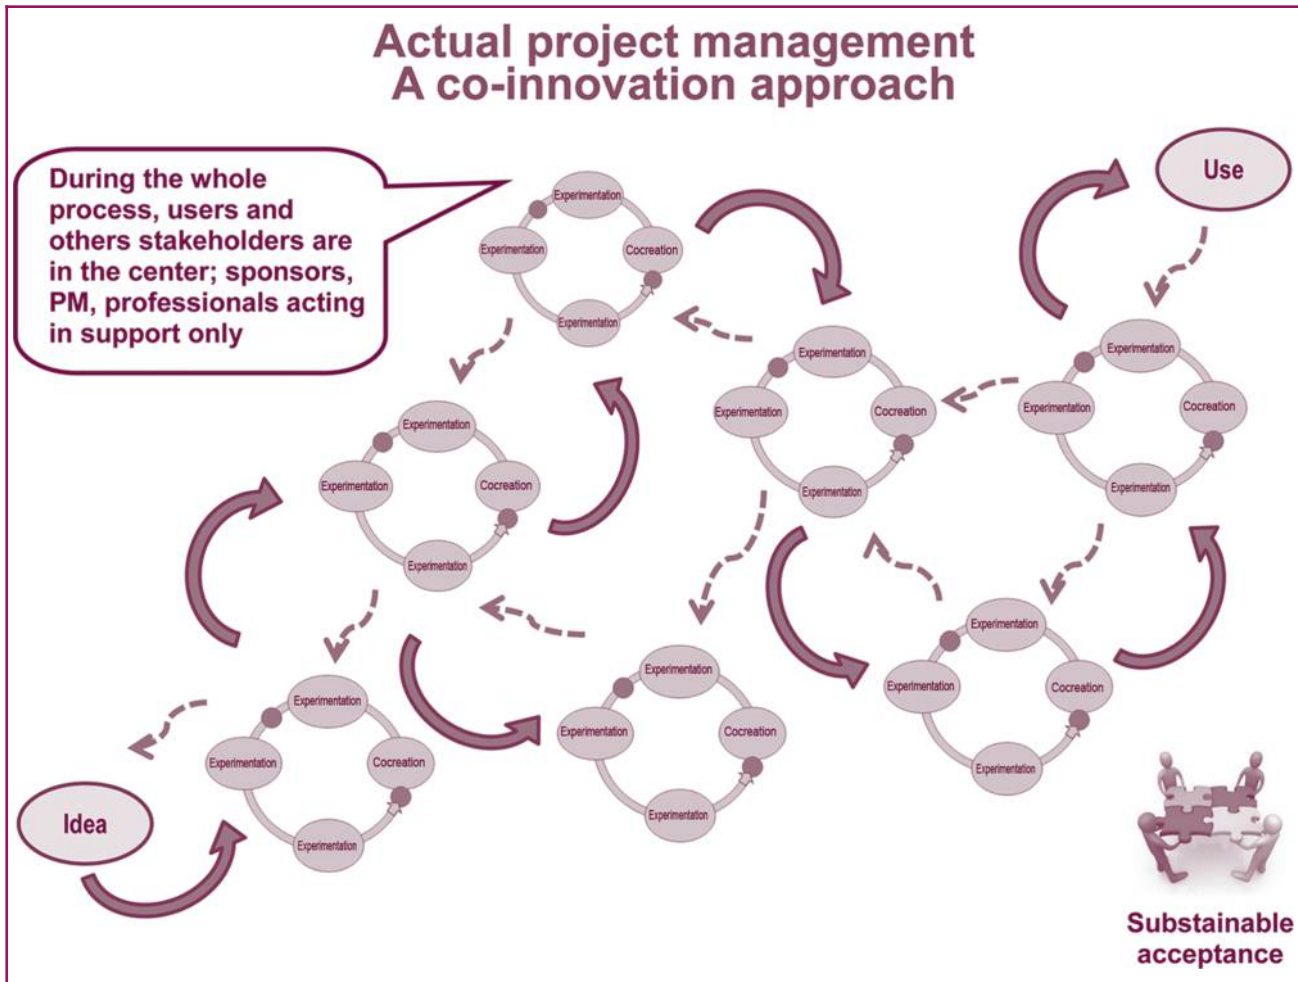 Actual project management
A co-innovation approach
During the whole
process, users and
others stakeholders are
in the center; sponsors,
PM, professionals acting
in support only
Use
Experimentation
Experimentation
Cocreation
Experimentation
Experimentation
Experimentation
Cocreation
Experimentation
Experimentation
Experimentation
Cocreation
Experimentation
Experimentation
Experimentation
Cocreation
Experimentation
Experimentation
Experimentation
Cocreation
Experimentation
Experimentation
Experimentation
Cocreation
Experimentation
Experimentation
Experimentation
Cocreation
Experimentation
Idea
Substainable
acceptance